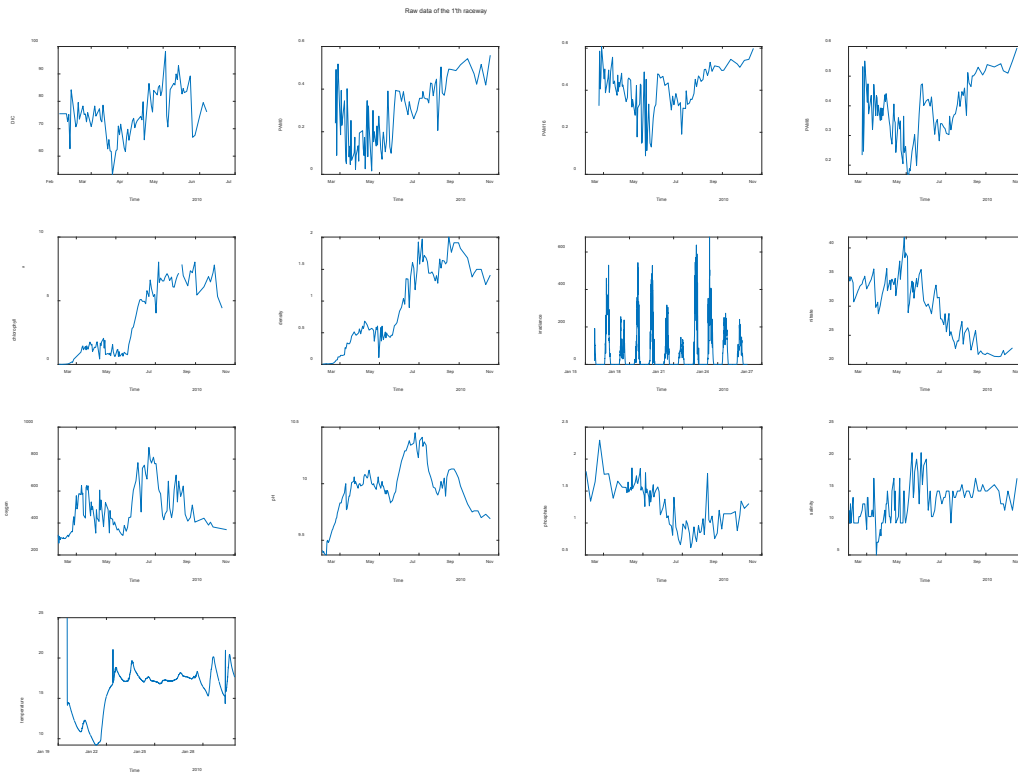 Raw data of the 1'th raceway
DIC
100
90
80
70
60
Feb Mar Apr May Jun Jul
Time 2010
PAM0
0.6
0.4
0.2
0
Mar May Jul Sep Nov
Time 2010
PAM16
0.6
0.4
0.2
0
Mar May Jul Sep Nov
Time 2010
PAM8
0.8
0.6
0.4
0.2
Mar May Jul Sep Nov
Time 2010
chlorophyll
10
5
0
Mar May Jul Sep Nov
Time 2010
density
2
1.5
1
0.5
0
Mar May Jul Sep Nov
Time 2010
irradiance
600
400
200
0
Jan 19 Jan 21 Jan 27
Time 2010
nitrate
40
35
30
25
20
Mar May Jul Sep Nov
Time 2010
oxygen
1000
800
600
400
200
Mar May Jul Sep Nov
Time 2010
pH
10.5
10
9.5
Mar May Jul Sep Nov
Time 2010
phosphate
2.5
2
1.5
1
0.5
Mar May Jul Sep Nov
Time 2010
salinity
25
20
15
10
5
Mar May Jul Sep Nov
Time 2010
temperature
25
20
15
10
Jan 19 Jan 22 Jan 25 Jan 28
Time 2010